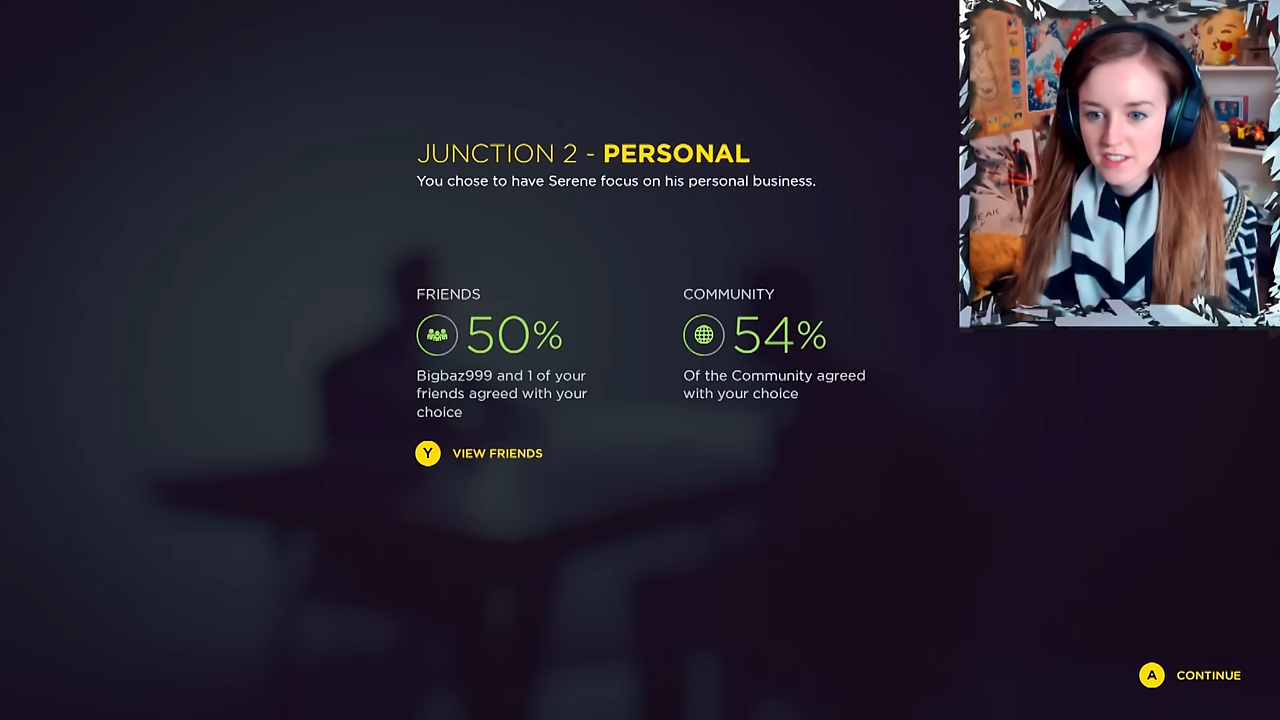 JUNCTION 2 - PERSONAL
You chose to have Serene focus on his personal business.
FRIENDS
50%
Bigbaz999 and 1 of your
friends agreed with your
choice
Y VIEW FRIENDS
COMMUNITY
54%
Of the Community agreed
with your choice
A CONTINUE